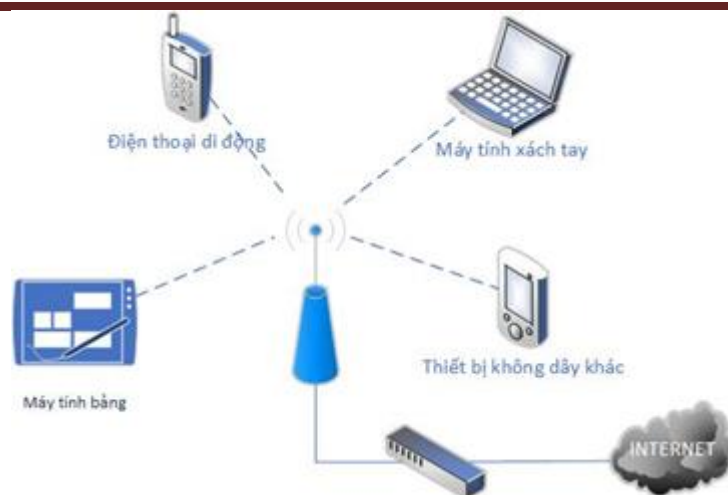 Điện thoại di động
Máy tính xách tay
Thiết bị không dây khác
Máy tính bảng
INTERNET